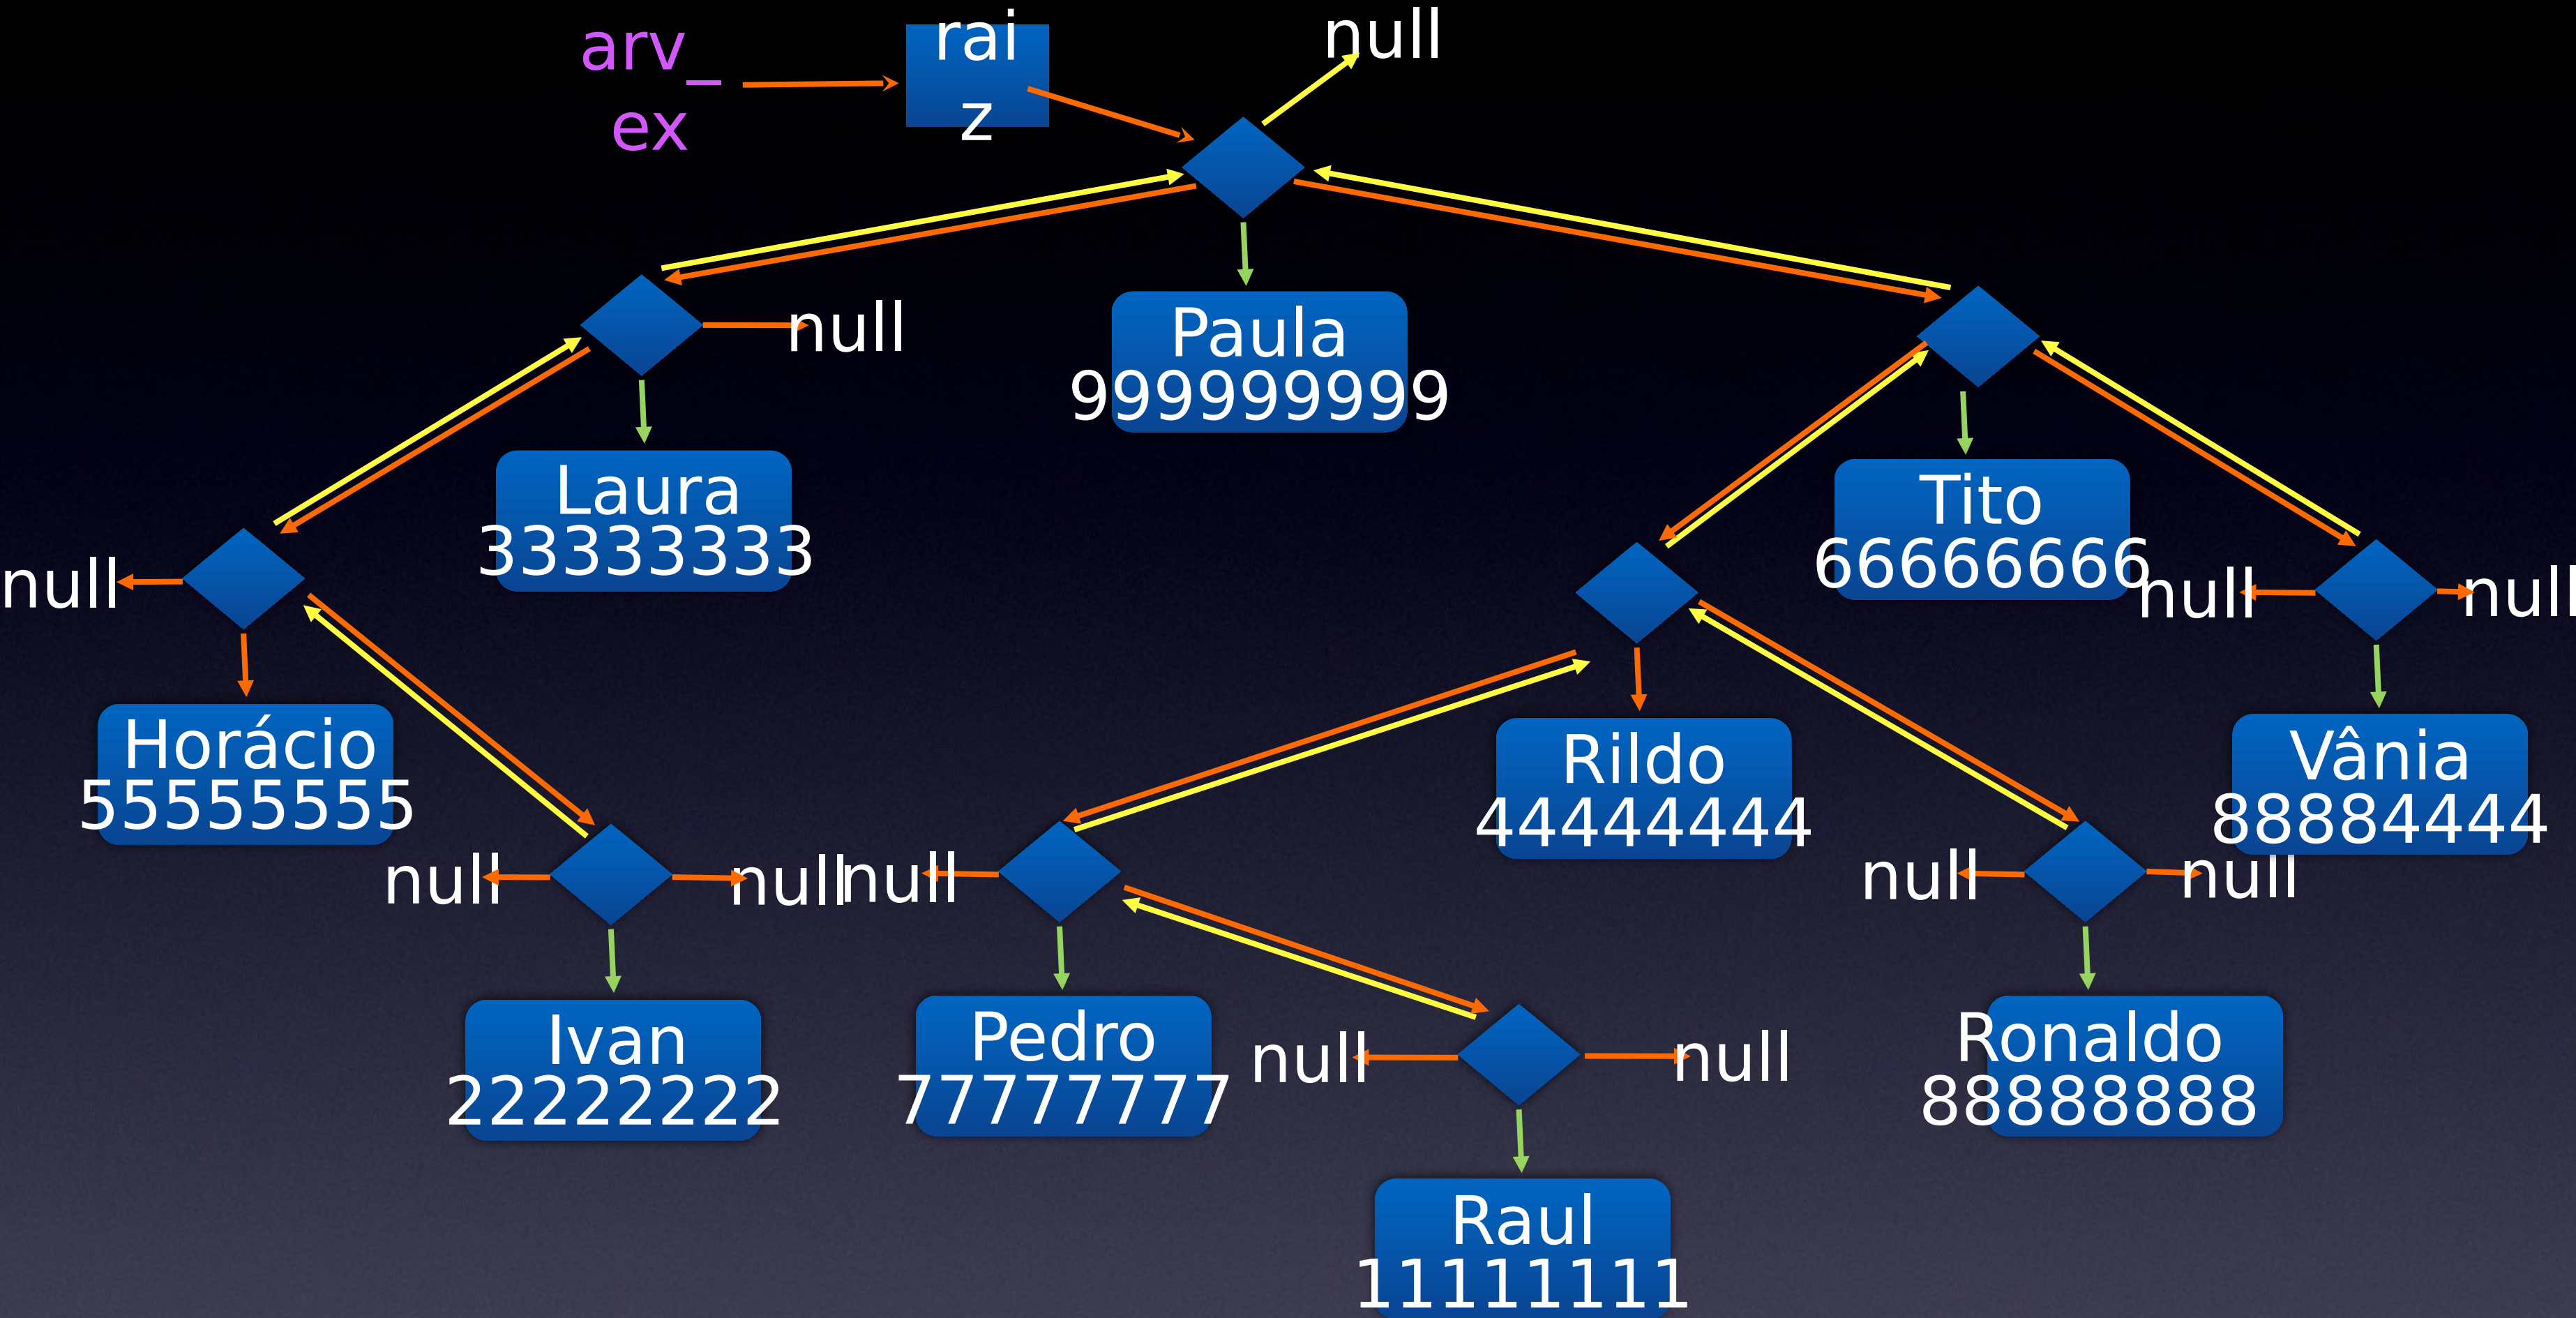 arv_
ex
rai
z
null
null
Paula
999999999
Laura
33333333
Tito
66666666
null
null
null
Horácio
55555555
Rildo
44444444
Vânia
88884444
null
null
null
null
null
Ivan
22222222
Pedro
77777777
null
null
Ronaldo
88888888
Raul
11111111